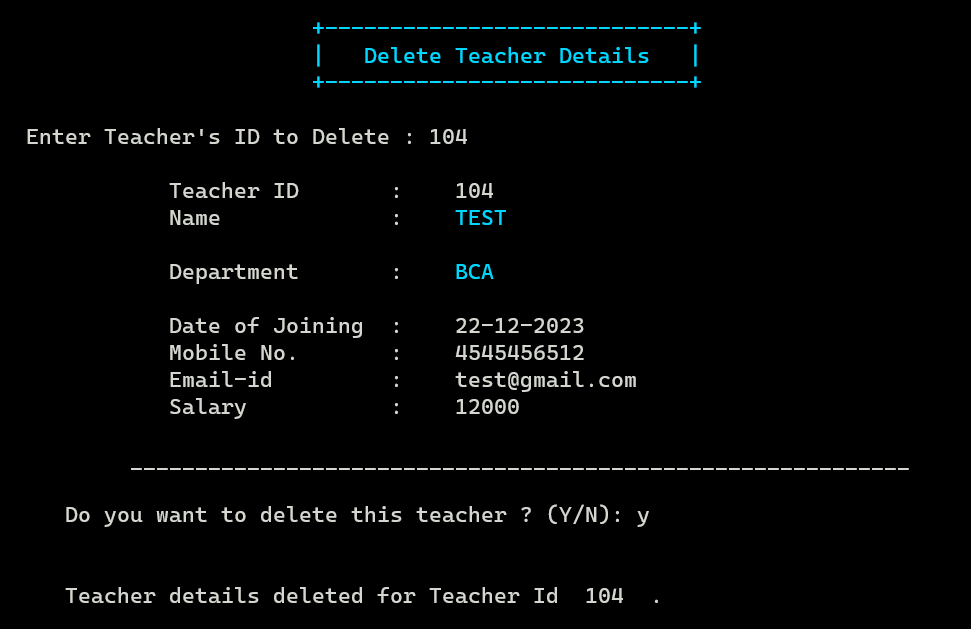 +----------------------------+
|   Delete Teacher Details   |
+----------------------------+
Enter Teacher's ID to Delete : 104
Teacher ID       :    104
Name             :    TEST
Department       :    BCA
Date of Joining  :    22-12-2023
Mobile No.       :    4545456512
Email-id         :    test@gmail.com
Salary           :    12000
------------------------------------------------------------
Do you want to delete this teacher ? (Y/N): y
Teacher details deleted for Teacher Id  104  .